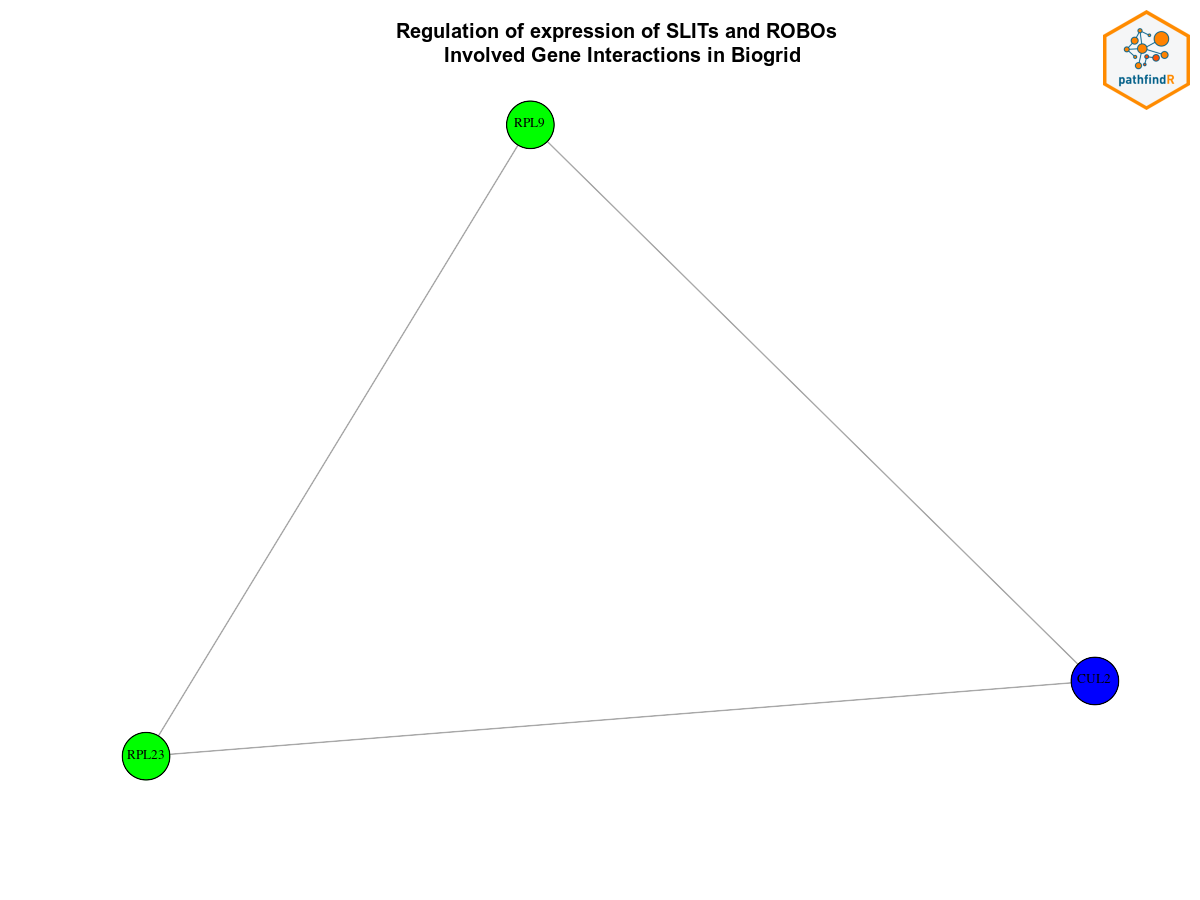 Regulation of expression of SLITs and ROBOs
Involved Gene Interactions in Biogrid
pathfindR
RPL9
CUL2
RPL23